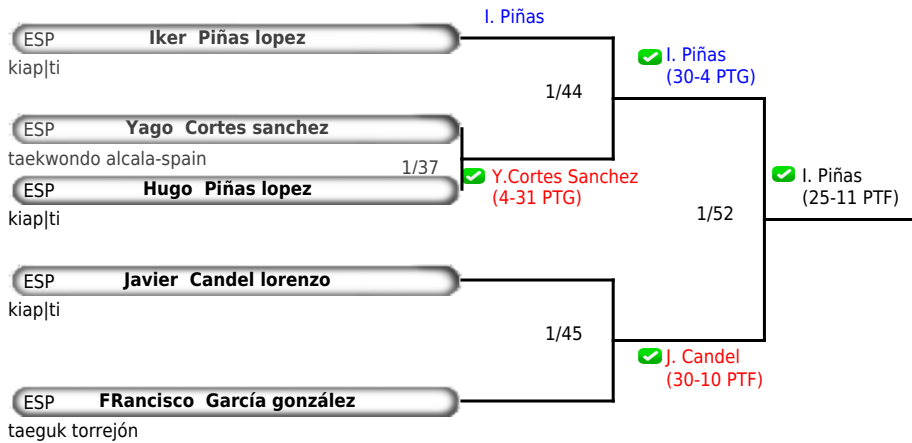 I. Piñas
ESP Iker Piñas lopez
kiap|ti
I. Piñas
(30-4 PTG)
1/44
ESP Yago Cortes sanchez
taekwondo alcala-spain
1/37
Y.Cortes Sanchez
(4-31 PTG)
ESP Hugo Piñas lopez
kiap|ti
I. Piñas
(25-11 PTF)
1/52
ESP Javier Candel lorenzo
kiap|ti
1/45
J. Candel
(30-10 PTF)
ESP FRancisco García gonzález
taeguk torrejón